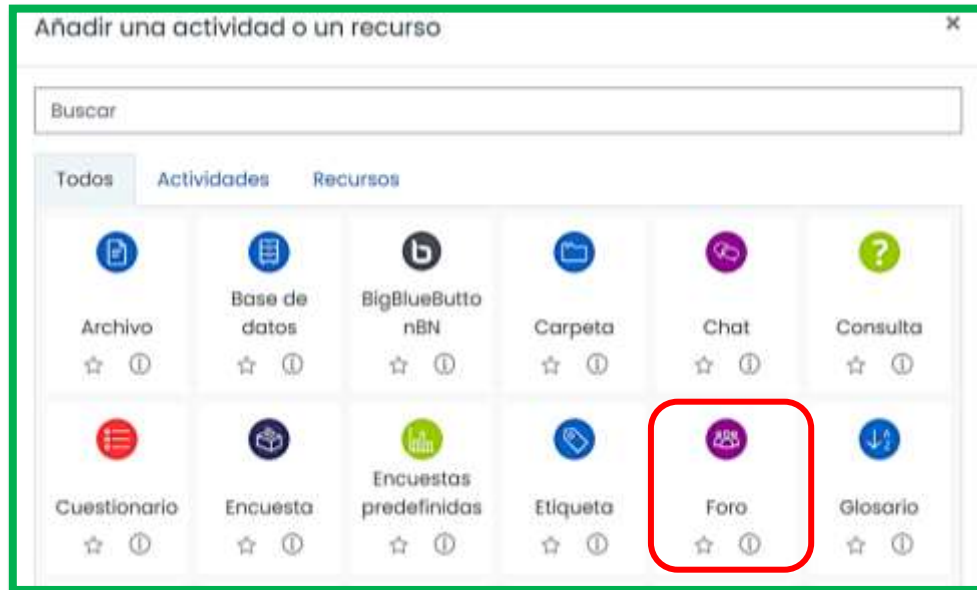 Añadir una actividad o un recurso ×
Buscar
Todos Actividades Recursos
Archivo
Base de
datos
BigBlueButto
nBN
Carpeta
Chat
Consulta
Cuestionario
Encuesta
Encuestas
predefinidas
Etiqueta
Foro
Glosario